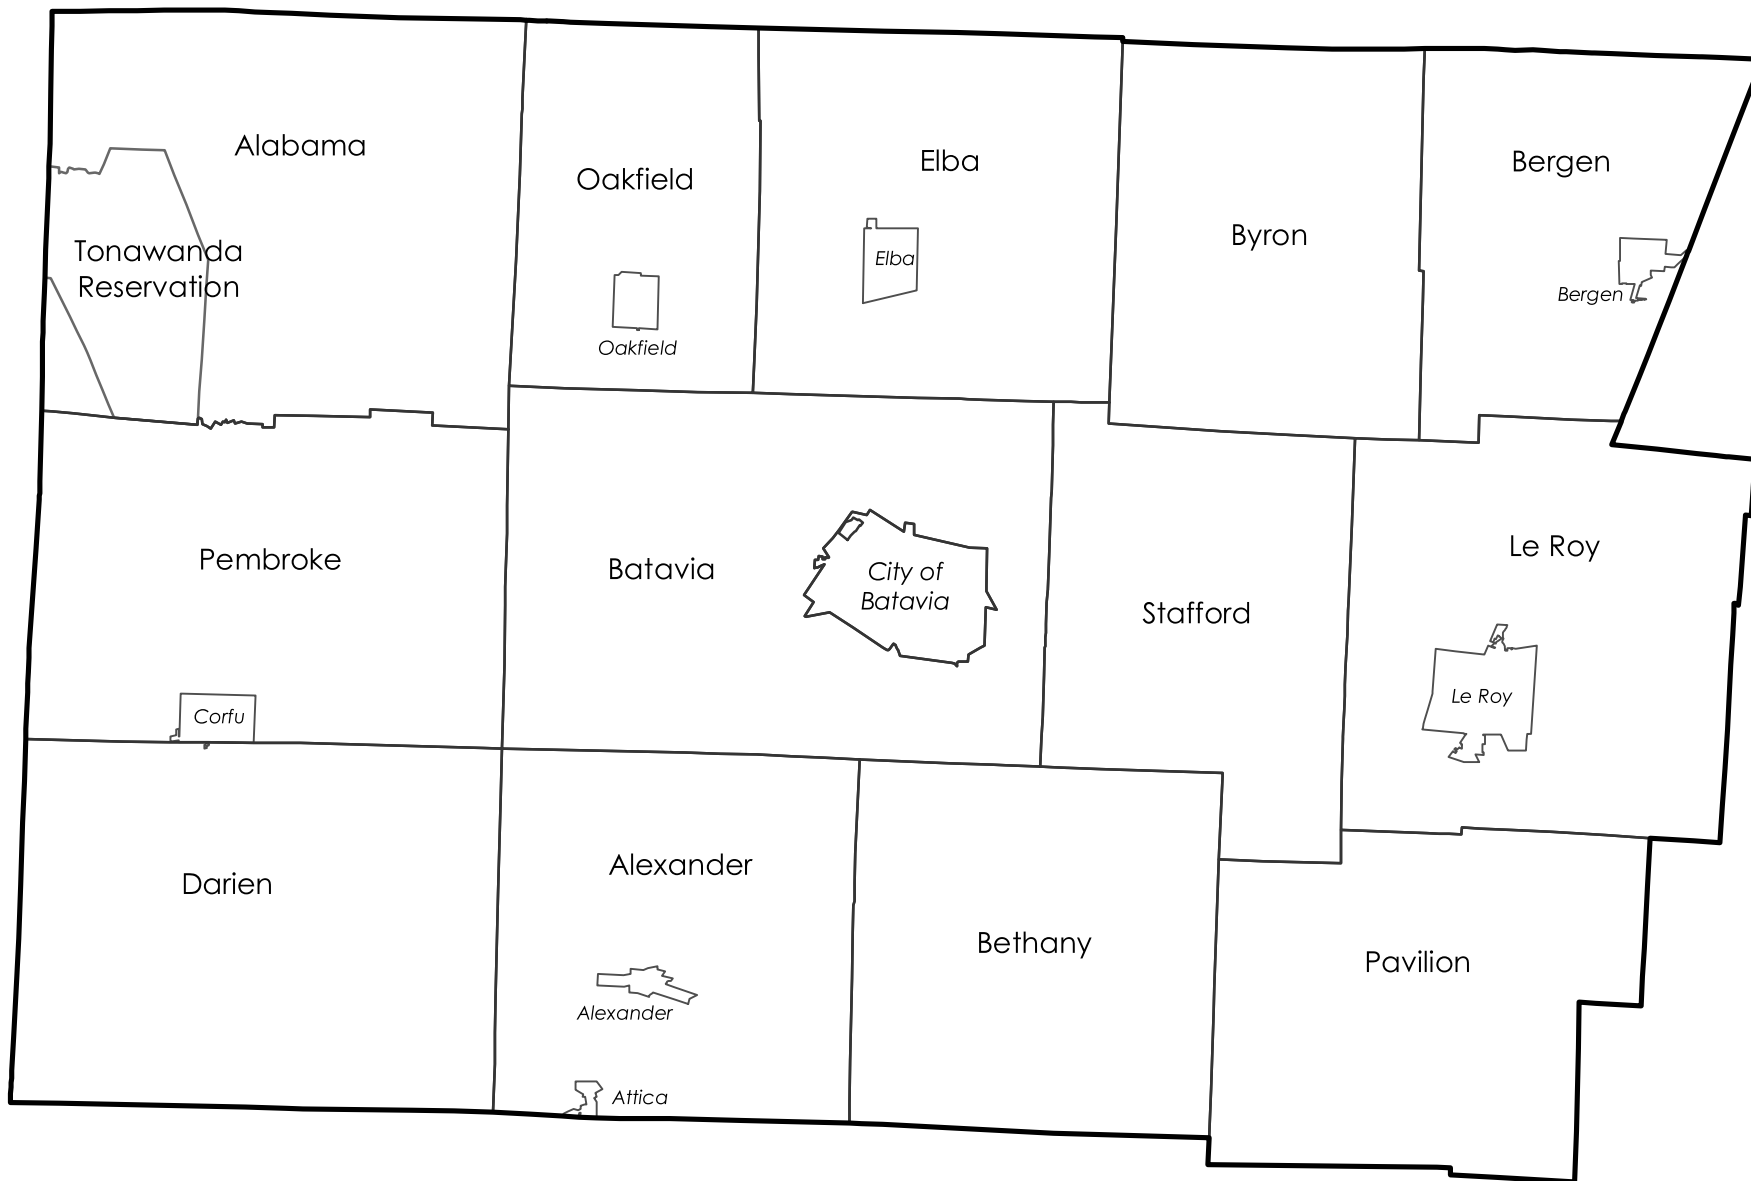 Alabama
Oakfield
Elba
Bergen
Byron
Tonawanda
Reservation
Elba
Bergen
Oakfield
Pembroke
Batavia
City of
Batavia
Stafford
Le Roy
Le Roy
Corfu
Darien
Alexander
Bethany
Pavilion
Alexander
Attica